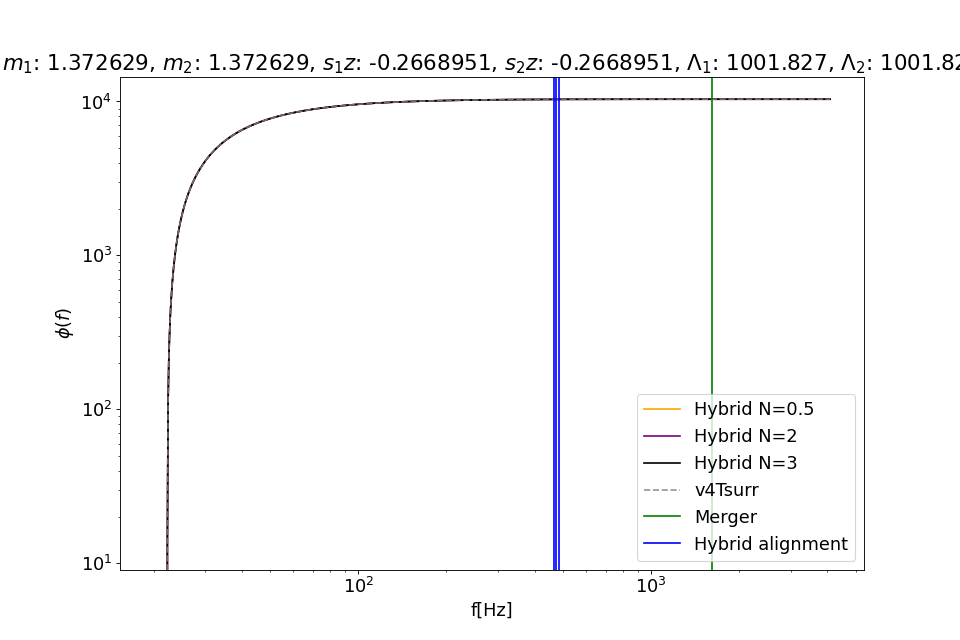 m₁: 1.372629, m₂: 1.372629, s₁z: -0.2668951, s₂z: -0.2668951, Λ₁: 1001.827, Λ₂: 1001.82
10⁴
10³
ϕ(f)
10²
10¹
Hybrid N=0.5
Hybrid N=2
Hybrid N=3
v4Tsurr
Merger
Hybrid alignment
10² 10³
f[Hz]